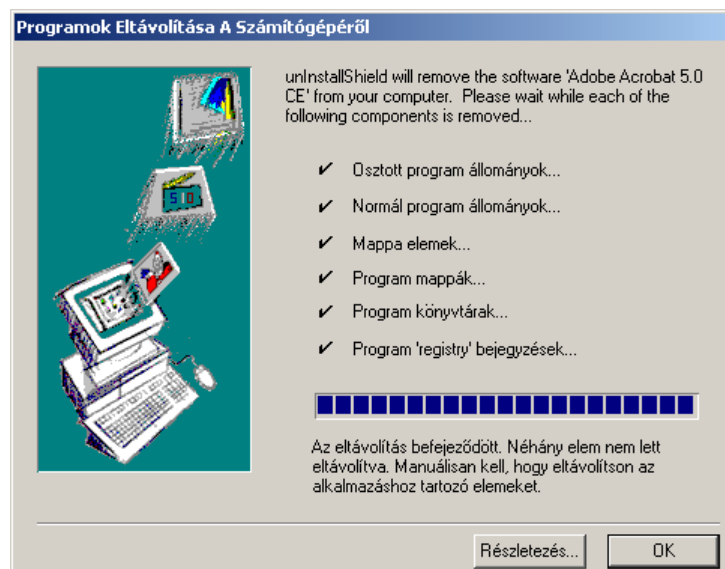 Programok Eltávolítása A Számítógépéről
unInstallShield will remove the software 'Adobe Acrobat 5.0
CE' from your computer.  Please wait while each of the
following components is removed...
✔ Osztott program állományok...
✔ Normál program állományok...
✔ Mappa elemek...
✔ Program mappák...
✔ Program könyvtárak...
✔ Program 'registry' bejegyzések...
Az eltávolítás befejeződött. Néhány elem nem lett
eltávolítva. Manuálisan kell, hogy eltávolítson az
alkalmazáshoz tartozó elemeket.
Részletezés...
OK